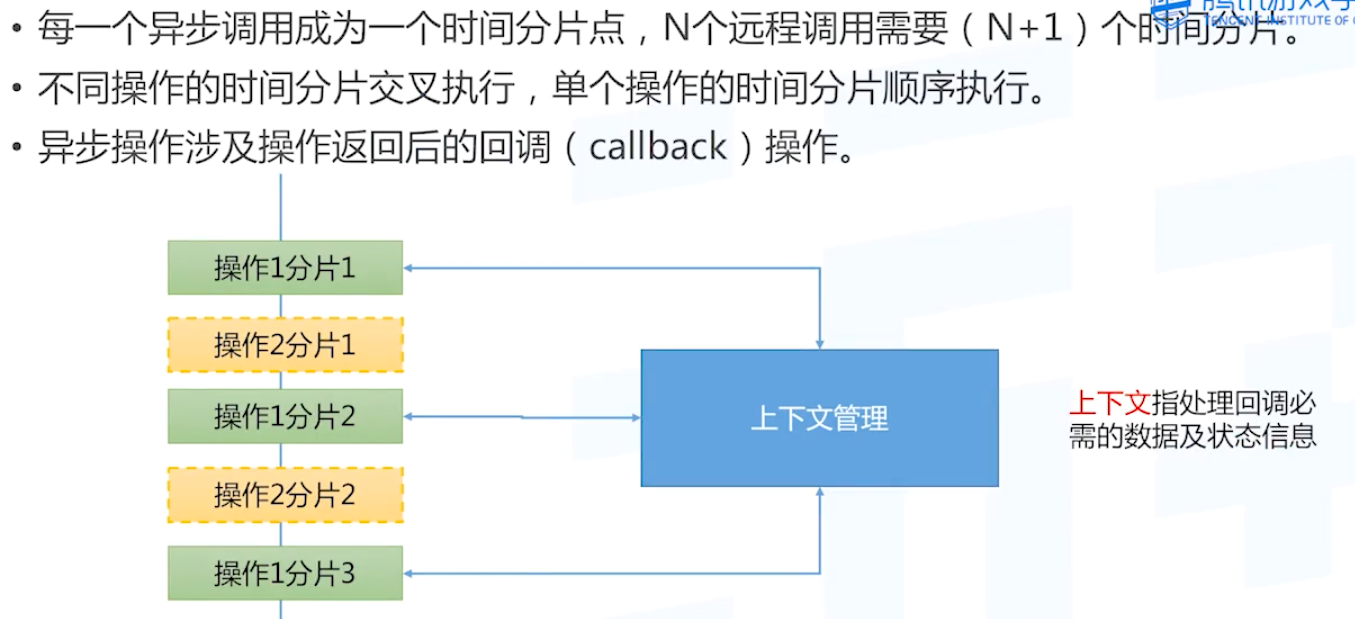 • 每一个异步调用成为一个时间分片点，N个远程调用需要（N+1）个时间分片。
• 不同操作的时间分片交叉执行，单个操作的时间分片顺序执行。
• 异步操作涉及操作返回后的回调（callback）操作。
操作1分片1
操作2分片1
操作1分片2
操作2分片2
操作1分片3
上下文管理
上下文指处理回调必
需的数据及状态信息
TENCENT INSTITUTE OF